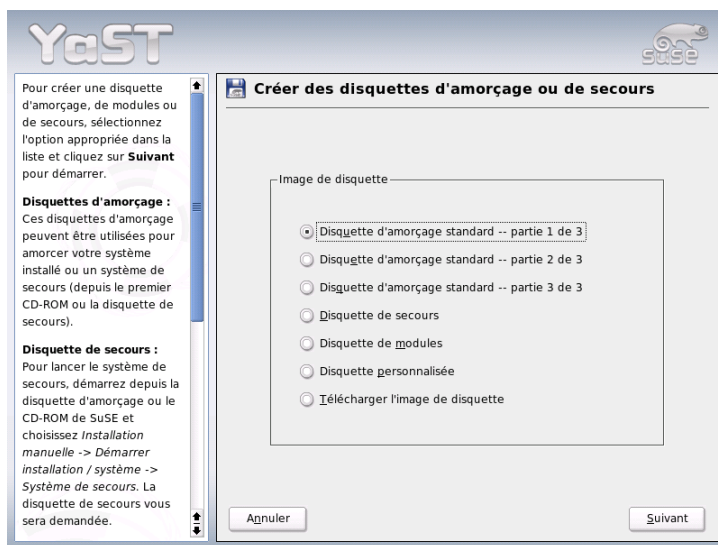 YaST
SuSE
Pour créer une disquette
d'amorçage, de modules ou
de secours, sélectionnez
l'option appropriée dans la
liste et cliquez sur Suivant
pour démarrer.
Disquettes d'amorçage :
Ces disquettes d'amorçage
peuvent être utilisées pour
amorcer votre système
installé ou un système de
secours (depuis le premier
CD-ROM ou la disquette de
secours).
Disquette de secours :
Pour lancer le système de
secours, démarrez depuis la
disquette d'amorçage ou le
CD-ROM de SuSE et
choisissez Installation
manuelle -> Démarrer
installation / système ->
Système de secours. La
disquette de secours vous
sera demandée.
Créer des disquettes d'amorçage ou de secours
Image de disquette
Disquette d'amorçage standard -- partie 1 de 3
Disquette d'amorçage standard -- partie 2 de 3
Disquette d'amorçage standard -- partie 3 de 3
Disquette de secours
Disquette de modules
Disquette personnalisée
Télécharger l'image de disquette
Annuler
Suivant